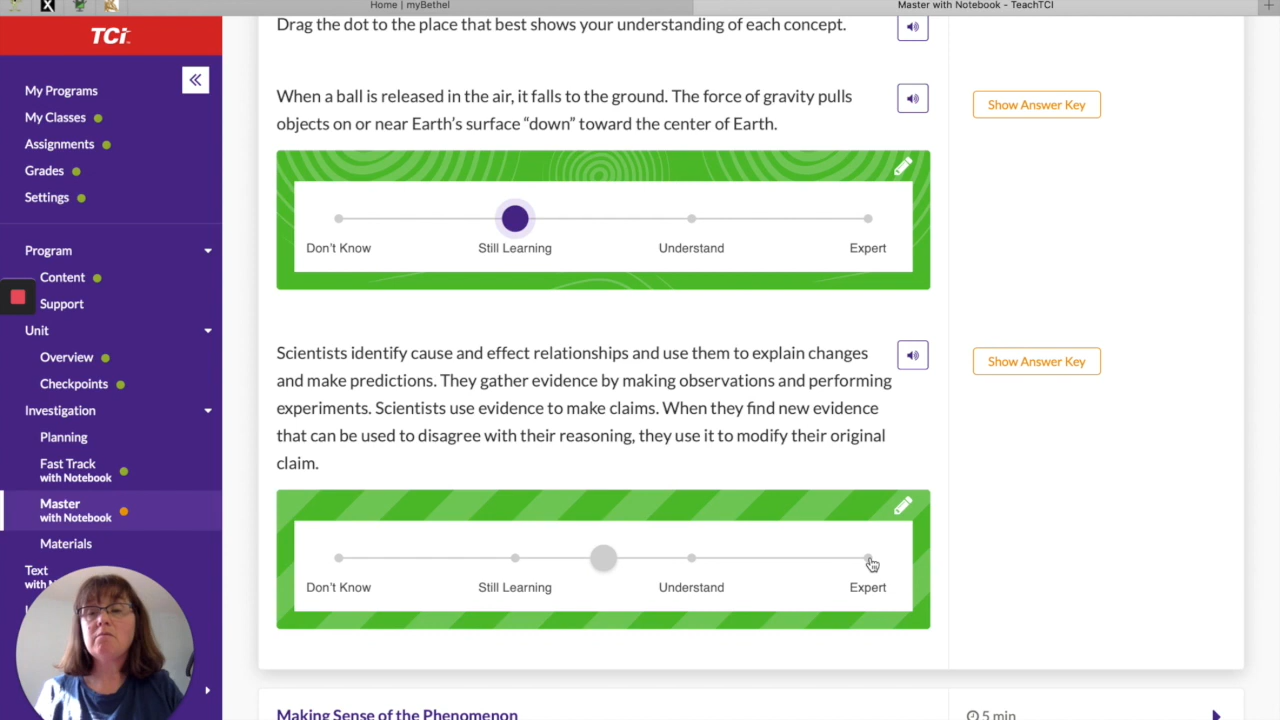 Home | myBethel
Master with Notebook - TeachTCI
TCi
My Programs
My Classes
Assignments
Grades
Settings
Program
Content
Support
Unit
Overview
Checkpoints
Investigation
Planning
Fast Track
with Notebook
Master
with Notebook
Materials
Text
Drag the dot to the place that best shows your understanding of each concept.
When a ball is released in the air, it falls to the ground. The force of gravity pulls
objects on or near Earth's surface “down” toward the center of Earth.
Show Answer Key
Don't Know
Still Learning
Understand
Expert
Scientists identify cause and effect relationships and use them to explain changes
and make predictions. They gather evidence by making observations and performing
experiments. Scientists use evidence to make claims. When they find new evidence
that can be used to disagree with their reasoning, they use it to modify their original
claim.
Show Answer Key
Don't Know
Still Learning
Understand
Expert
Making Sense of the Phenomenon
5 min